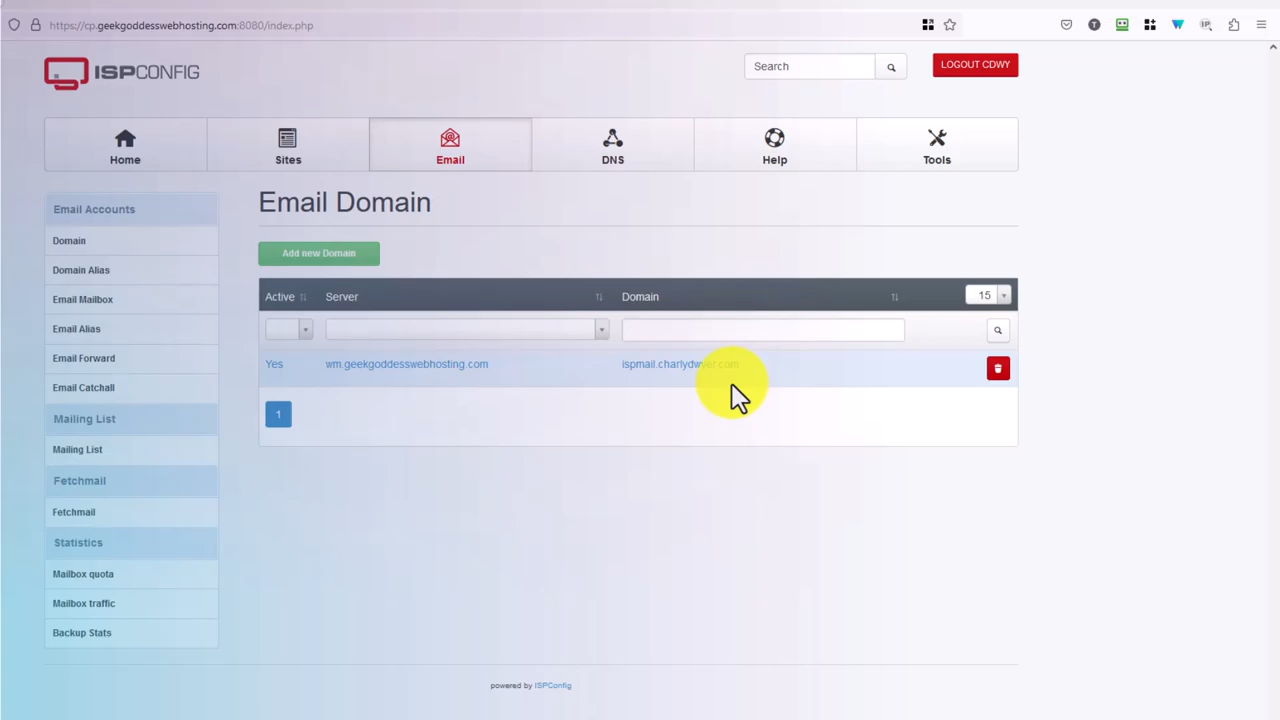 https://cp.geekgoddesswebhosting.com:8080/index.php
ISPCONFIG
Search
LOGOUT CDWY
Home
Sites
Email
DNS
Help
Tools
Email Accounts
Domain
Domain Alias
Email Mailbox
Email Alias
Email Forward
Email Catchall
Mailing List
Mailing List
Fetchmail
Fetchmail
Statistics
Mailbox quota
Mailbox traffic
Backup Stats
Email Domain
Add new Domain
Active Server Domain 15
Yes wm.geekgoddesswebhosting.com ispmail.charlydwyer.com
1
powered by ISPConfig